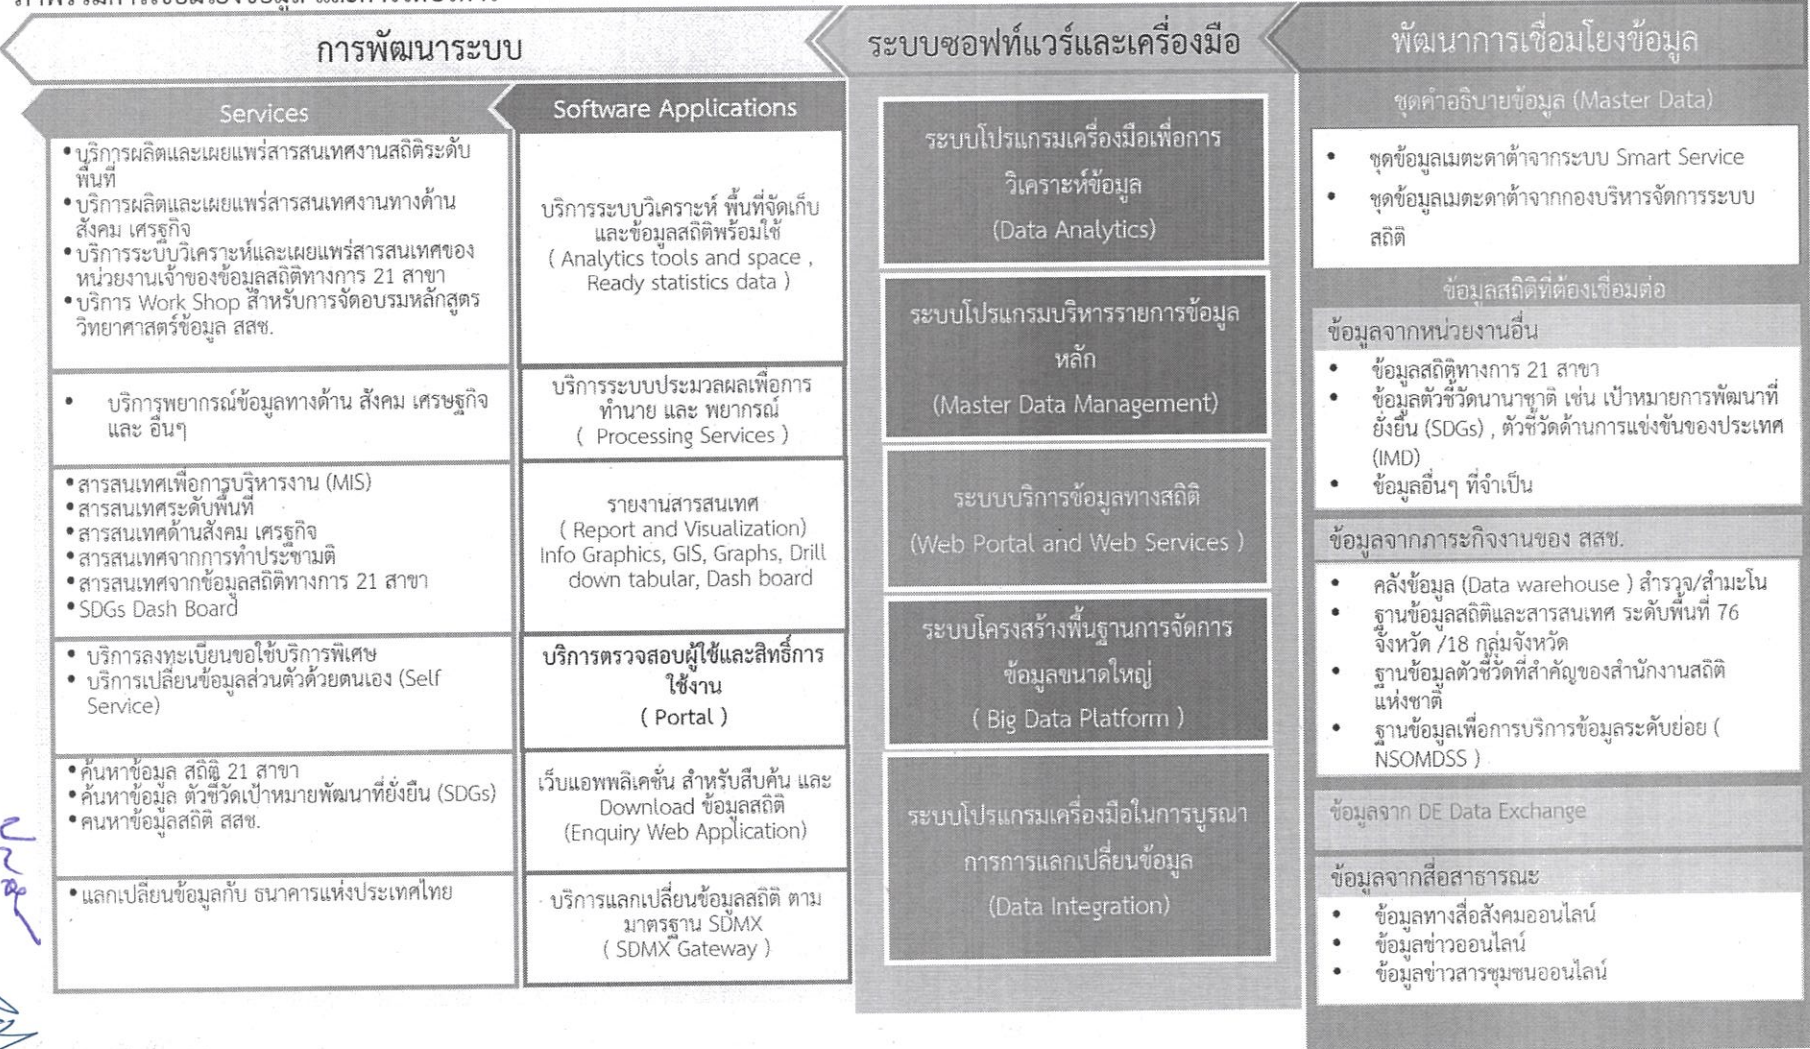 การพัฒนาระบบ
Services
Software Applications
•บริการผลิตและเผยแพร่สารสนเทศงานสถิติระดับ
พื้นที่
•บริการผลิตและเผยแพร่สารสนเทศงานทางด้าน
สังคม เศรฐกิจ
•บริการระบบวิเคราะห์และเผยแพร่สารสนเทศของ
หน่วยงานเจ้าของข้อมูลสถิติทางการ 21 สาขา
•บริการ Work Shop สำหรับการจัดอบรมหลักสูตร
วิทยาศาสตร์ข้อมูล สสช.
บริการระบบวิเคราะห์ พื้นที่จัดเก็บ
และข้อมูลสถิติพร้อมใช้
( Analytics tools and space ,
Ready statistics data )
• บริการพยากรณ์ข้อมูลทางด้าน สังคม เศรษฐกิจ
และ อื่นๆ
บริการระบบประมวลผลเพื่อการ
ทำนาย และ พยากรณ์
( Processing Services )
•สารสนเทศเพื่อการบริหารงาน (MIS)
•สารสนเทศระดับพื้นที่
•สารสนเทศด้านสังคม เศรฐกิจ
•สารสนเทศจากการทำประชามติ
•สารสนเทศจากข้อมูลสถิติทางการ 21 สาขา
•SDGs Dash Board
รายงานสารสนเทศ
( Report and Visualization)
Info Graphics, GIS, Graphs, Drill
down tabular, Dash board
• บริการลงทะเบียนขอใช้บริการพิเศษ
• บริการเปลี่ยนข้อมูลส่วนตัวด้วยตนเอง (Self
Service)
บริการตรวจสอบผู้ใช้และสิทธิ์การ
ใช้งาน
( Portal )
•ค้นหาข้อมูล สถิติ 21 สาขา
•ค้นหาข้อมูล ตัวชี้วัดเป้าหมายพัฒนาที่ยั่งยืน (SDGs)
•คนหาข้อมูลสถิติ สสช.
เว็บแอพพลิเคชั่น สำหรับสืบค้น และ
Download ข้อมูลสถิติ
(Enquiry Web Application)
•แลกเปลี่ยนข้อมูลกับ ธนาคารแห่งประเทศไทย
บริการแลกเปลี่ยนข้อมูลสถิติ ตาม
มาตรฐาน SDMX
( SDMX Gateway )
ระบบซอฟท์แวร์และเครื่องมือ
ระบบโปรแกรมเครื่องมือเพื่อการ
วิเคราะห์ข้อมูล
(Data Analytics)
ระบบโปรแกรมบริหารรายการข้อมูล
หลัก
(Master Data Management)
ระบบบริการข้อมูลทางสถิติ
(Web Portal and Web Services )
ระบบโครงสร้างพื้นฐานการจัดการ
ข้อมูลขนาดใหญ่
( Big Data Platform )
ระบบโปรแกรมเครื่องมือในการบูรณา
การการแลกเปลี่ยนข้อมูล
(Data Integration)
พัฒนาการเชื่อมโยงข้อมูล
ชุดคำอธิบายข้อมูล (Master Data)
• ชุดข้อมูลเมตะดาต้าจากระบบ Smart Service
• ชุดข้อมูลเมตะดาต้าจากกองบริหารจัดการระบบ
สถิติ
ข้อมูลสถิติที่ต้องเชื่อมต่อ
ข้อมูลจากหน่วยงานอื่น
• ข้อมูลสถิติทางการ 21 สาขา
• ข้อมูลตัวชี้วัดนานาชาติ เช่น เป้าหมายการพัฒนาที่
ยั่งยืน (SDGs) , ตัวชี้วัดด้านการแข่งขันของประเทศ
(IMD)
• ข้อมูลอื่นๆ ที่จำเป็น
ข้อมูลจากภาระกิจงานของ สสช.
• คลังข้อมูล (Data warehouse ) สำรวจ/สำมะโน
• ฐานข้อมูลสถิติและสารสนเทศ ระดับพื้นที่ 76
จังหวัด /18 กลุ่มจังหวัด
• ฐานข้อมูลตัวชี้วัดที่สำคัญของสำนักงานสถิติ
แห่งชาติ
• ฐานข้อมูลเพื่อการบริการข้อมูลระดับย่อย (
NSOMDSS )
ข้อมูลจาก DE Data Exchange
ข้อมูลจากสื่อสาธารณะ
• ข้อมูลทางสื่อสังคมออนไลน์
• ข้อมูลข่าวออนไลน์
• ข้อมูลข่าวสารชุมชนออนไลน์